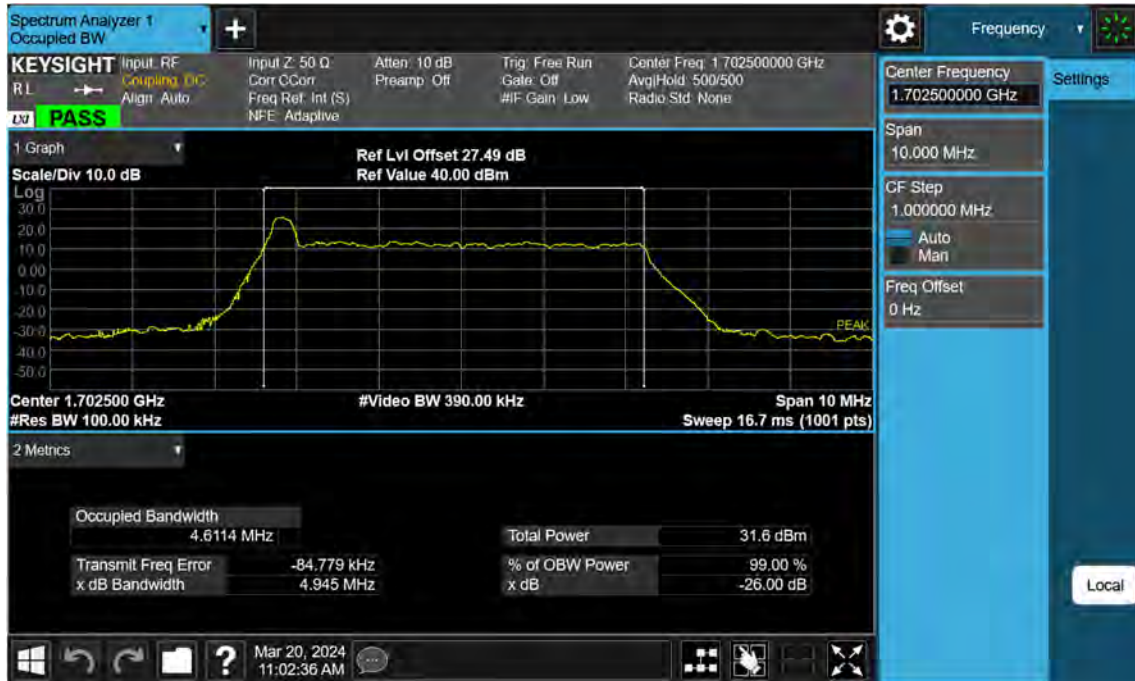 Spectrum Analyzer 1
Occupied BW
+
Frequency
KEYSIGHT
RL
Input: RF
Coupling: DC
Align: Auto
Input Z: 50 Ω
Corr CCorr
Freq Ref: Int (S)
NFE: Adaptive
Atten: 10 dB
Preamp: Off
Trig: Free Run
Gate: Off
#IF Gain: Low
Center Freq: 1.702500000 GHz
Avg|Hold: 500/500
Radio Std: None
LXI
PASS
Center Frequency
1.702500000 GHz
Settings
Span
10.000 MHz
CF Step
1.000000 MHz
Auto
Man
Freq Offset
0 Hz
Local
1 Graph
Scale/Div 10.0 dB
Ref Lvl Offset 27.49 dB
Ref Value 40.00 dBm
Log
30.0
20.0
10.0
0.00
-10.0
-20.0
-30.0
-40.0
-50.0
PEAK
Center 1.702500 GHz
#Res BW 100.00 kHz
#Video BW 390.00 kHz
Span 10 MHz
Sweep 16.7 ms (1001 pts)
2 Metrics
Occupied Bandwidth
4.6114 MHz
Transmit Freq Error -84.779 kHz
x dB Bandwidth 4.945 MHz
Total Power 31.6 dBm
% of OBW Power 99.00 %
x dB -26.00 dB
?
Mar 20, 2024
11:02:36 AM